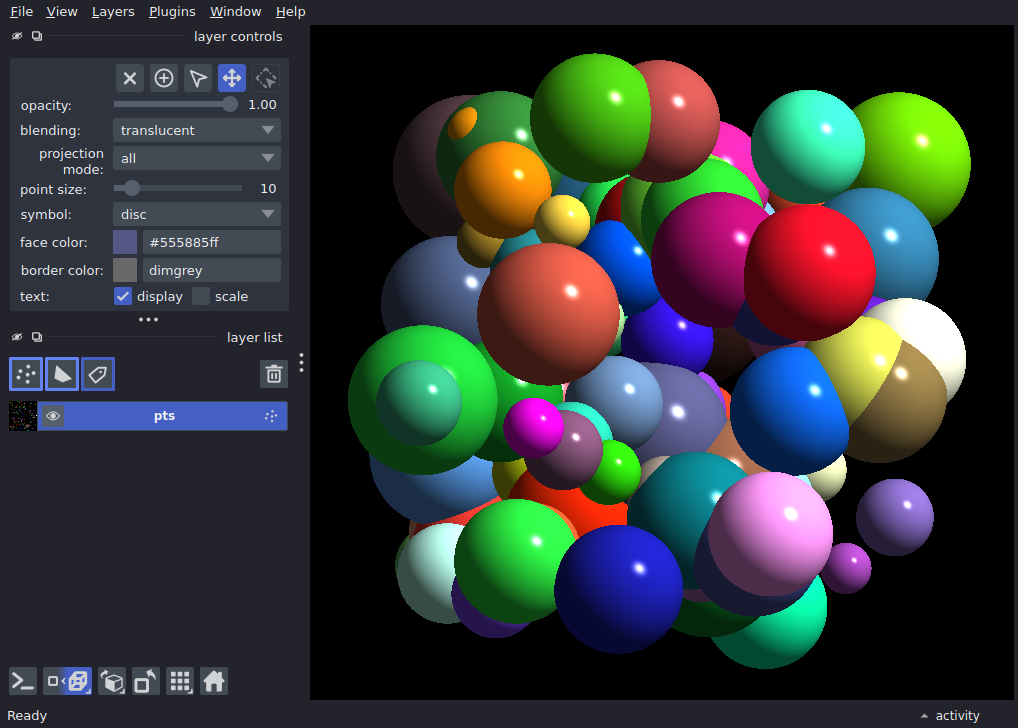 File View Layers Plugins Window Help
layer controls
opacity: 1.00
blending: translucent
projection mode: all
point size: 10
symbol: disc
face color: #555885ff
border color: dimgrey
text: display scale
layer list
pts
Ready activity